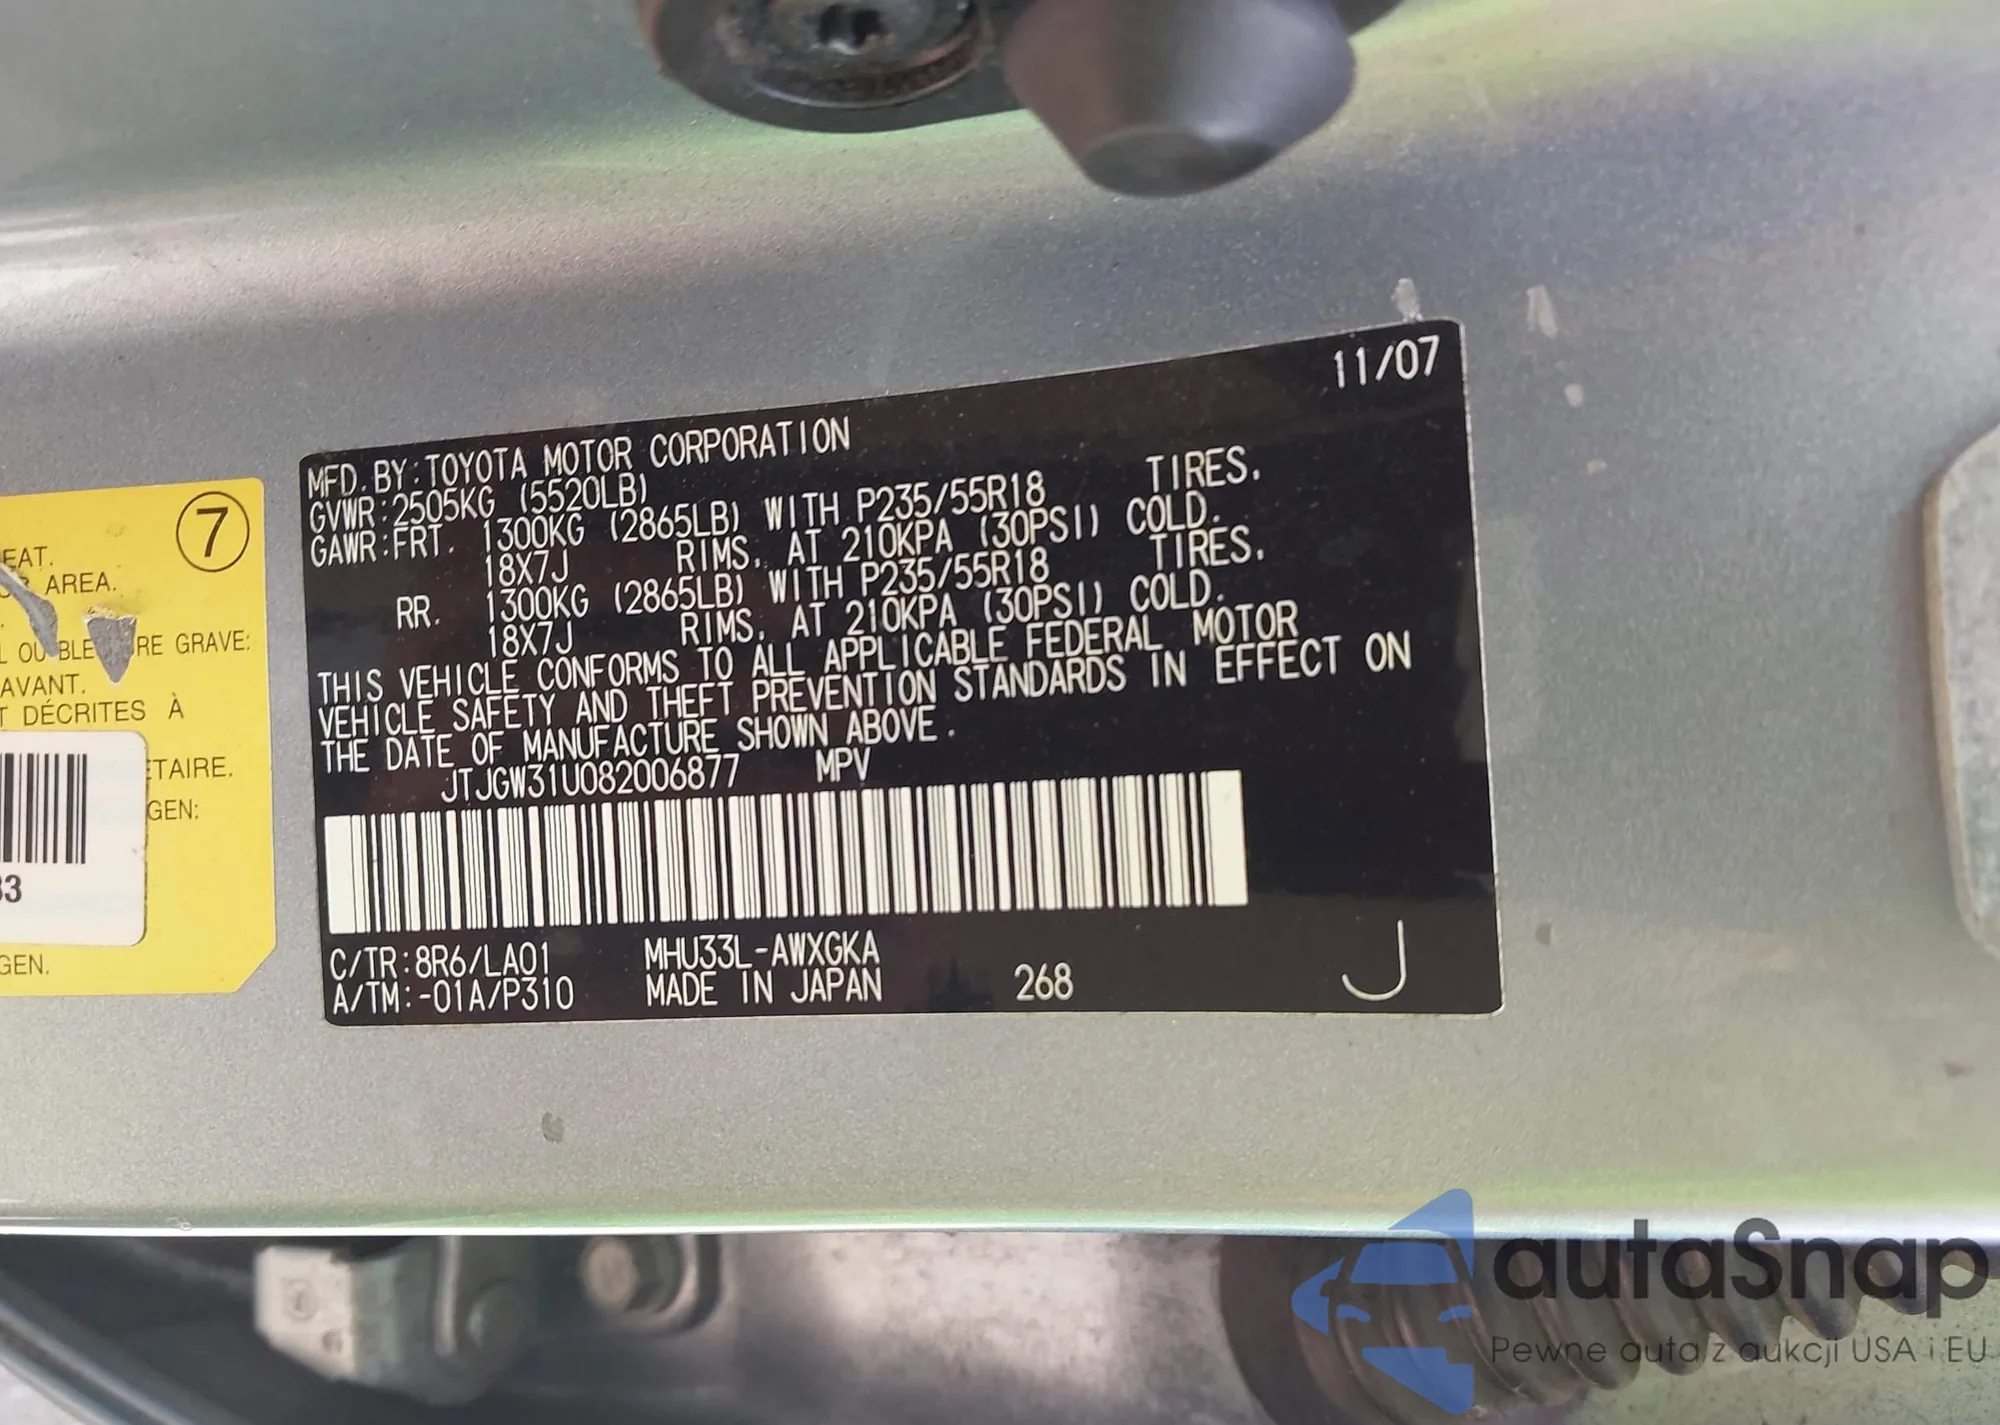 11/07
MFD. BY: TOYOTA MOTOR CORPORATION
GVWR: 2505KG (5520LB)
GAWR: FRT. 1300KG (2865LB) WITH P235/55R18 TIRES.
18X7J RIMS. AT 210KPA (30PSI) COLD.
RR. 1300KG (2865LB) WITH P235/55R18 TIRES.
18X7J RIMS. AT 210KPA (30PSI) COLD.
THIS VEHICLE CONFORMS TO ALL APPLICABLE FEDERAL MOTOR
VEHICLE SAFETY AND THEFT PREVENTION STANDARDS IN EFFECT ON
THE DATE OF MANUFACTURE SHOWN ABOVE.
JTJGW31U082006877 MPV
C/TR: 8R6/LA01 MHU33L-AWXGKA
A/TM: -01A/P310 MADE IN JAPAN 268 J
7
EAT.
AREA.
OU BLE RE GRAVE:
AVANT.
T DÉCRITES À
ETAIRE.
GEN:
33
GEN.
autaSnap
Pewne auta z aukcji USA i EU